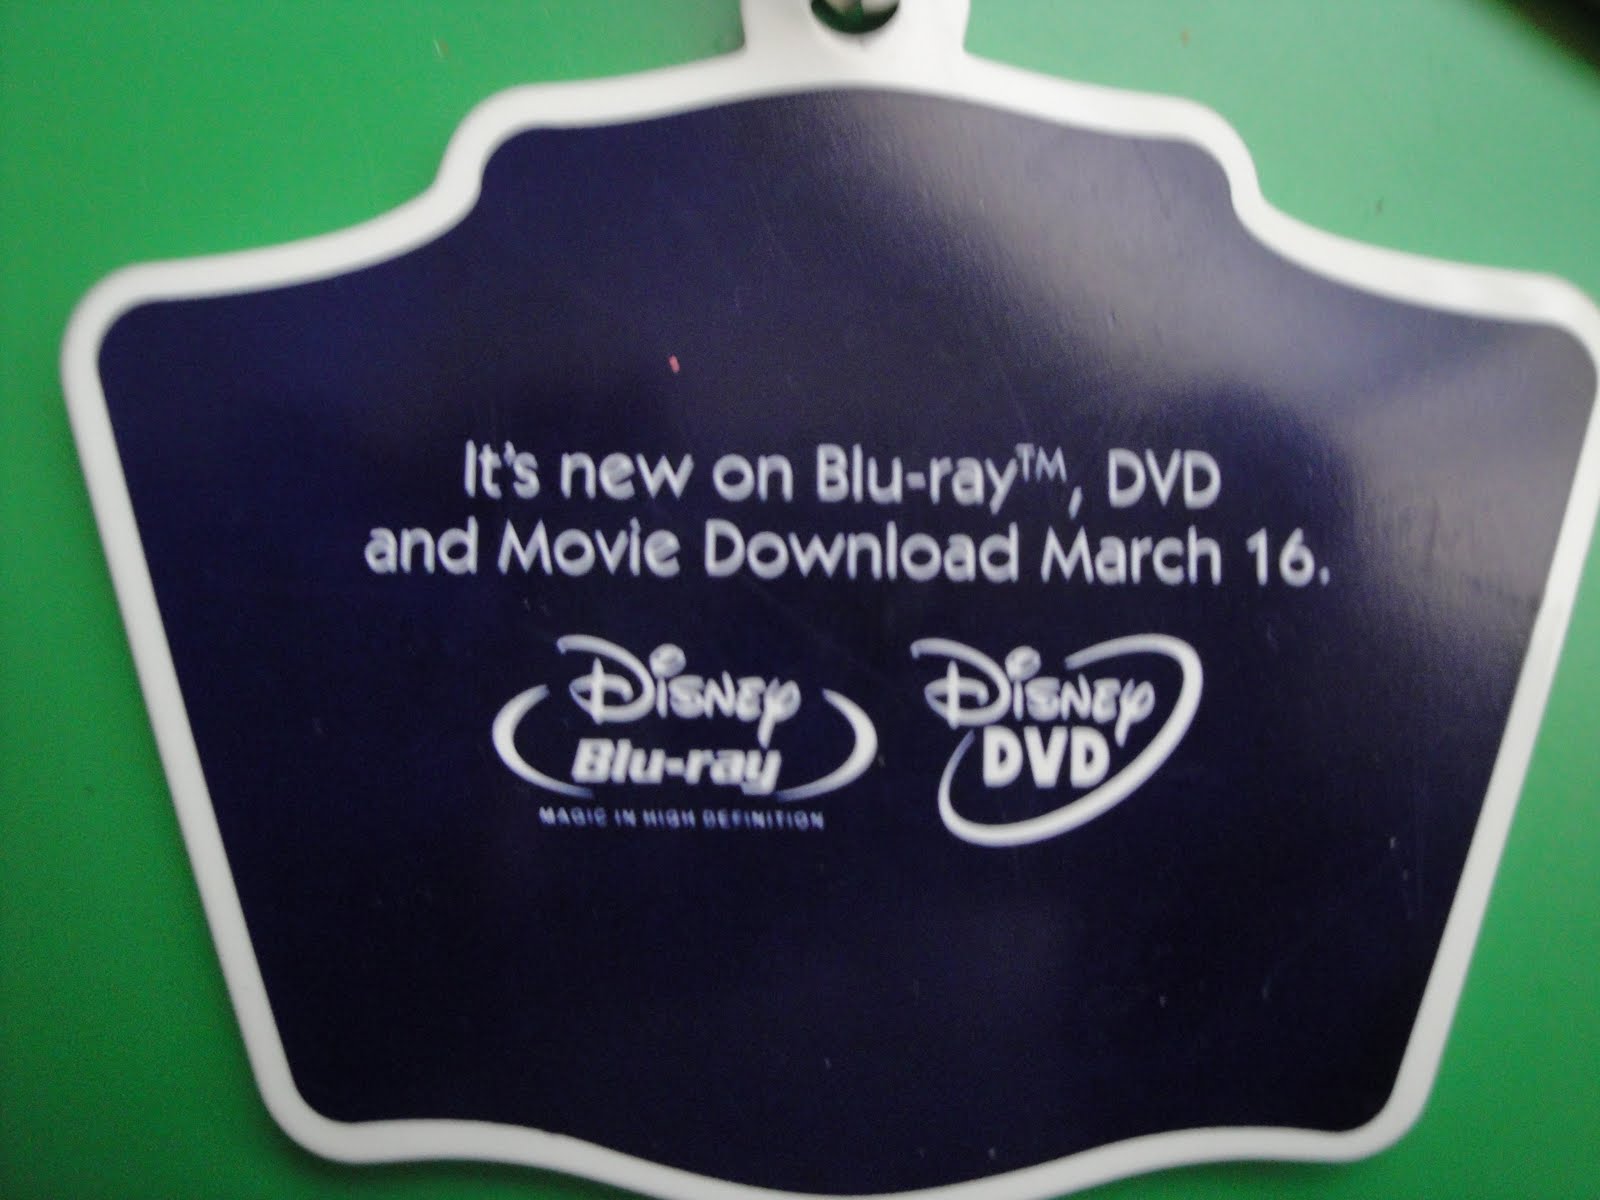 It's new on Blu-ray™, DVD
and Movie Download March 16.
Disney
Blu-ray
MAGIC IN HIGH DEFINITION
Disney
DVD